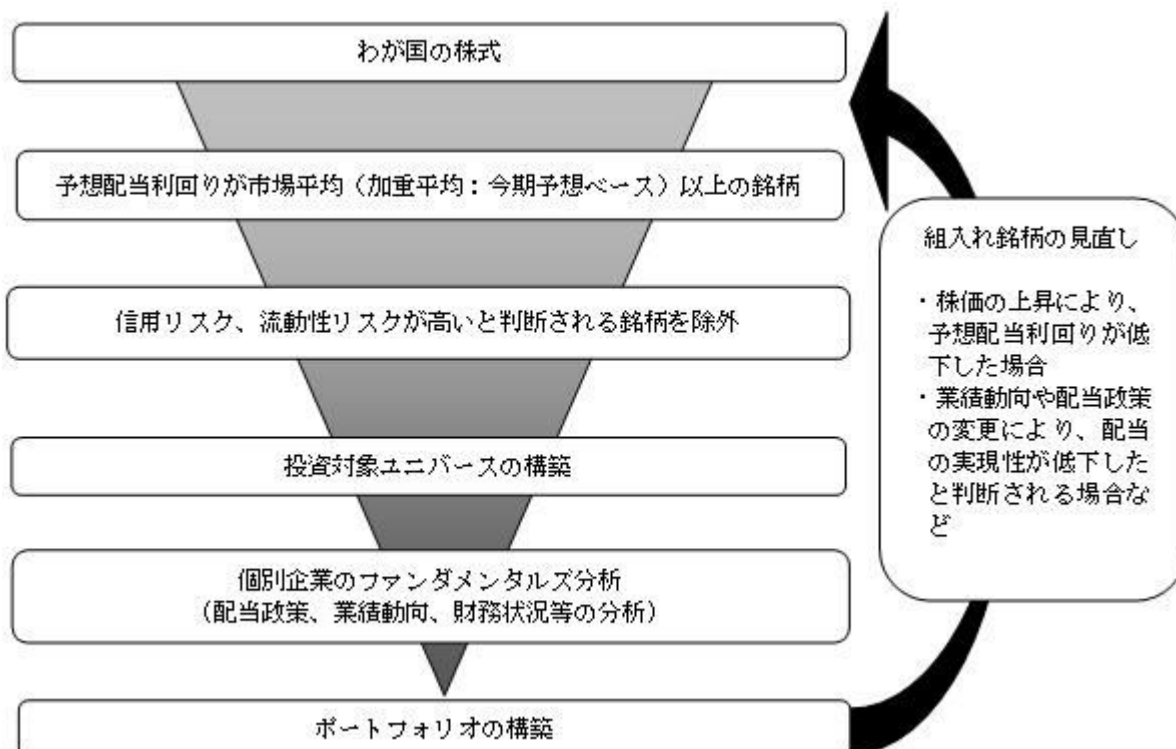 わが国の株式
予想配当利回りが市場平均（加重平均：今期予想ベース）以上の銘柄
信用リスク、流動性リスクが高いと判断される銘柄を除外
投資対象ユニバースの構築
個別企業のファンダメンタルズ分析
（配当政策、業績動向、財務状況等の分析）
ポートフォリオの構築
組入れ銘柄の見直し
・株価の上昇により、
予想配当利回りが低
下した場合
・業績動向や配当政策
の変更により、配当
の実現性が低下した
と判断される場合な
ど